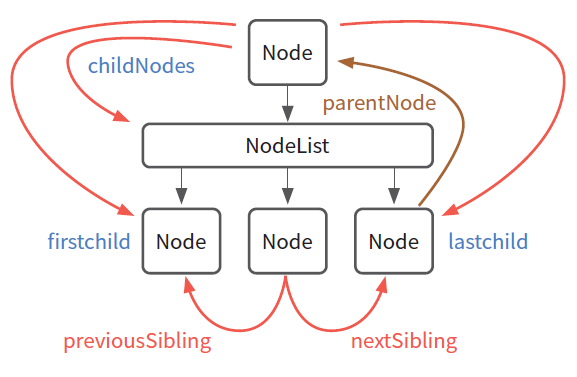 Node
childNodes
parentNode
NodeList
firstchild
Node
Node
Node
lastchild
previousSibling
nextSibling